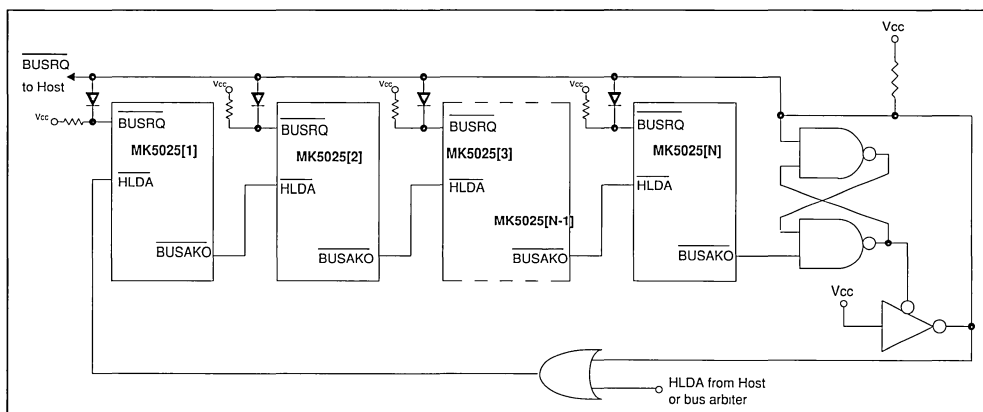 Vcc
BUSRQ
to Host
Vcc
Vcc
Vcc
Vcc
BUSRQ
BUSRQ
BUSRQ
BUSRQ
MK5025[1]
MK5025[2]
MK5025[3]
MK5025[N]
HLDA
HLDA
HLDA
HLDA
MK5025[N-1]
BUSAKO
BUSAKO
BUSAKO
BUSAKO
Vcc
HLDA from Host
or bus arbiter